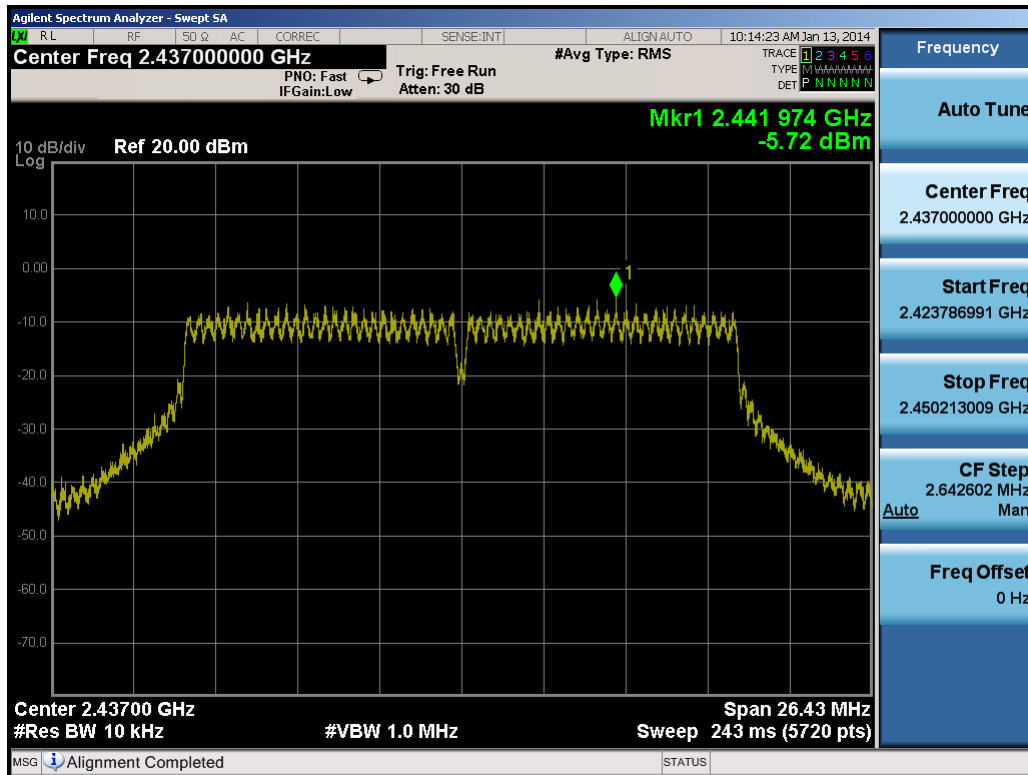 Agilent Spectrum Analyzer - Swept SA
LXI RL RF 50 Ω AC CORREC SENSE:INT ALIGN AUTO 10:14:23 AM Jan 13, 2014
Center Freq 2.437000000 GHz
PNO: Fast
IFGain:Low
Trig: Free Run
Atten: 30 dB
#Avg Type: RMS
TRACE 1 2 3 4 5 6
TYPE M WWWWW
DET P N N N N N
Mkr1 2.441 974 GHz
-5.72 dBm
10 dB/div Ref 20.00 dBm
Log
10.0
0.00
-10.0
-20.0
-30.0
-40.0
-50.0
-60.0
-70.0
1
Center 2.43700 GHz Span 26.43 MHz
#Res BW 10 kHz #VBW 1.0 MHz Sweep 243 ms (5720 pts)
MSG Alignment Completed STATUS
Frequency
Auto Tune
Center Freq
2.437000000 GHz
Start Freq
2.423786991 GHz
Stop Freq
2.450213009 GHz
CF Step
2.642602 MHz
Auto Man
Freq Offset
0 Hz